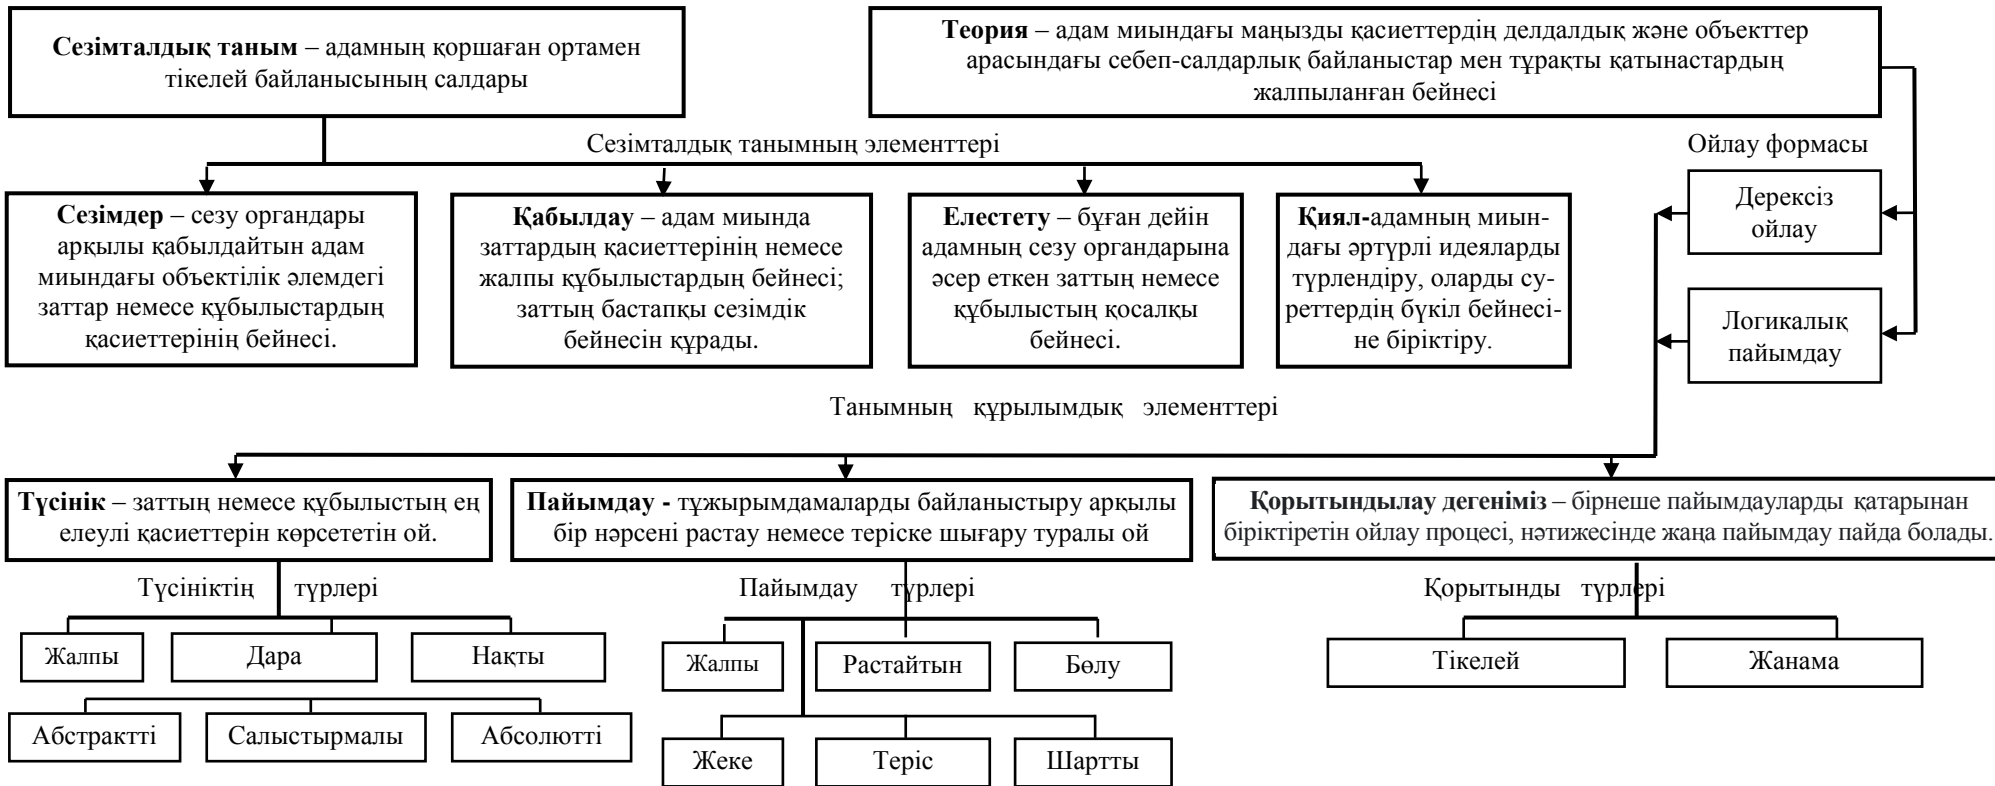 Сезімталдық таным – адамның қоршаған ортамен
тікелей байланысының салдары
Теория – адам миындағы маңызды қасиеттердің делдалдық және объекттер
арасындағы себеп-салдарлық байланыстар мен тұрақты қатынастардың
жалпыланған бейнесі
Сезімталдық танымның элементтері
Ойлау формасы
Сезімдер – сезу органдары
арқылы қабылдайтын адам
миындағы объектілік әлемдегі
заттар немесе құбылыстардың
қасиеттерінің бейнесі.
Қабылдау – адам миында
заттардың қасиеттерінің немесе
жалпы құбылыстардың бейнесі;
заттың бастапқы сезімдік
бейнесін құрады.
Елестету – бұған дейін
адамның сезу органдарына
әсер еткен заттың немесе
құбылыстың қосалқы
бейнесі.
Қиял-адамның миын-
дағы әртүрлі идеяларды
түрлендіру, оларды су-
реттердің бүкіл бейнесі-
не біріктіру.
Дерексіз
ойлау
Логикалық
пайымдау
Танымның құрылымдық элементтері
Түсінік – заттың немесе құбылыстың ең
елеулі қасиеттерін көрсететін ой.
Пайымдау - тұжырымдамаларды байланыстыру арқылы
бір нәрсені растау немесе теріске шығару туралы ой
Қорытындылау дегеніміз – бірнеше пайымдауларды қатарынан
біріктіретін ойлау процесі, нәтижесінде жаңа пайымдау пайда болады.
Түсініктің түрлері
Пайымдау түрлері
Қорытынды түрлері
Жалпы
Дара
Нақты
Жалпы
Растайтын
Бөлу
Тікелей
Жанама
Абстрактті
Салыстырмалы
Абсолютті
Жеке
Теріс
Шартты